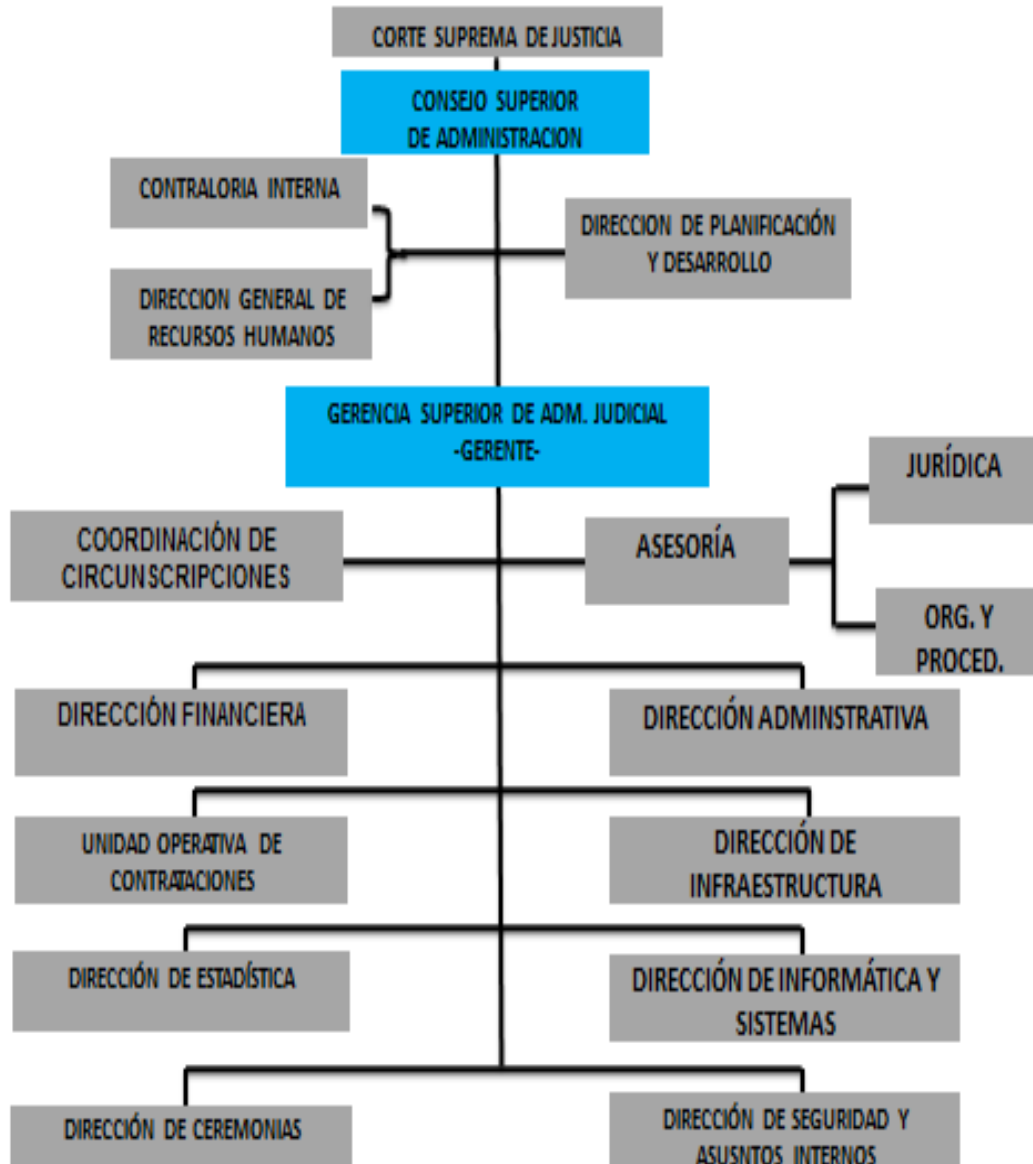 CORTE SUPREMA DE JUSTICIA
CONSEJO SUPERIOR
DE ADMINISTRACION
CONTRALORIA INTERNA
DIRECCION DE PLANIFICACIÓN
Y DESARROLLO
DIRECCION GENERAL DE
RECURSOS HUMANOS
GERENCIA SUPERIOR DE ADM. JUDICIAL
-GERENTE-
JURÍDICA
COORDINACIÓN DE
CIRCUNSCRIPCIONES
ASESORÍA
ORG. Y
PROCED.
DIRECCIÓN FINANCIERA
DIRECCIÓN ADMINSTRATIVA
UNIDAD OPERATIVA DE
CONTRATACIONES
DIRECCIÓN DE
INFRAESTRUCTURA
DIRECCIÓN DE ESTADÍSTICA
DIRECCIÓN DE INFORMÁTICA Y
SISTEMAS
DIRECCIÓN DE CEREMONIAS
DIRECCIÓN DE SEGURIDAD Y
ASUSNTOS INTERNOS